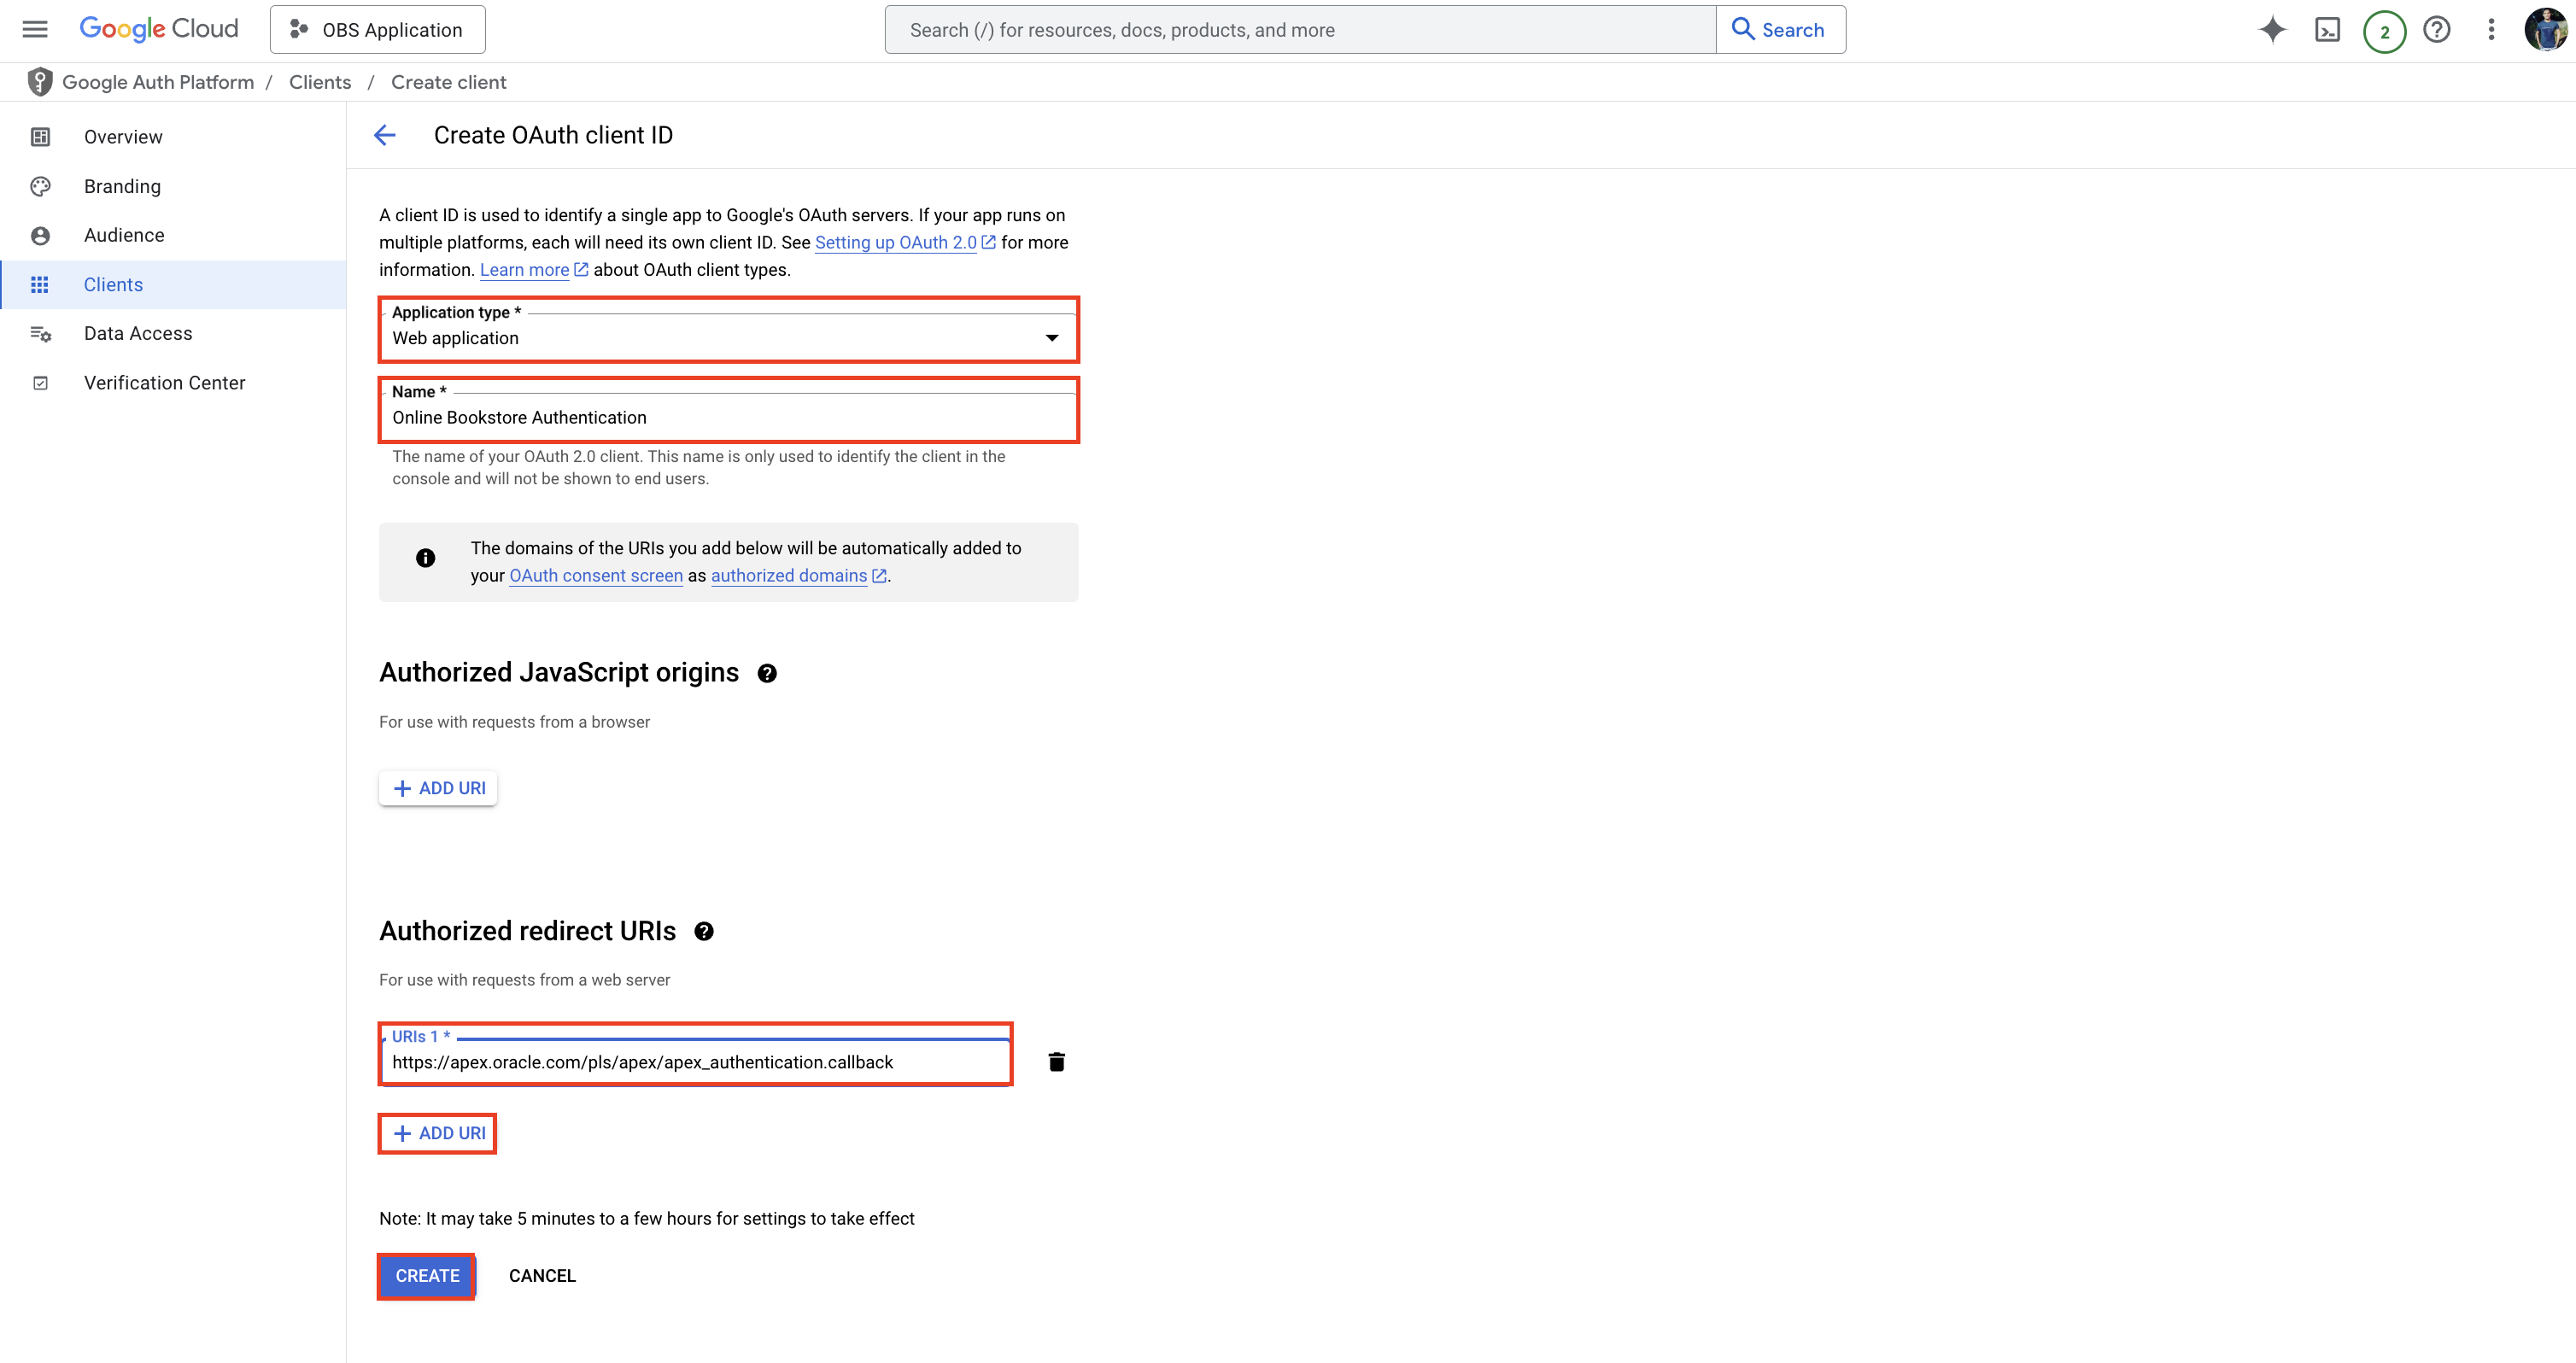 Google Cloud
OBS Application
Search (/) for resources, docs, products, and more
Search
2
Google Auth Platform / Clients / Create client
Overview
Branding
Audience
Clients
Data Access
Verification Center
Create OAuth client ID
A client ID is used to identify a single app to Google's OAuth servers. If your app runs on
multiple platforms, each will need its own client ID. See Setting up OAuth 2.0 for more
information. Learn more about OAuth client types.
Application type *
Web application
Name *
Online Bookstore Authentication
The name of your OAuth 2.0 client. This name is only used to identify the client in the
console and will not be shown to end users.
The domains of the URIs you add below will be automatically added to
your OAuth consent screen as authorized domains.
Authorized JavaScript origins
For use with requests from a browser
+ ADD URI
Authorized redirect URIs
For use with requests from a web server
URIs 1 *
https://apex.oracle.com/pls/apex/apex_authentication.callback
+ ADD URI
Note: It may take 5 minutes to a few hours for settings to take effect
CREATE
CANCEL